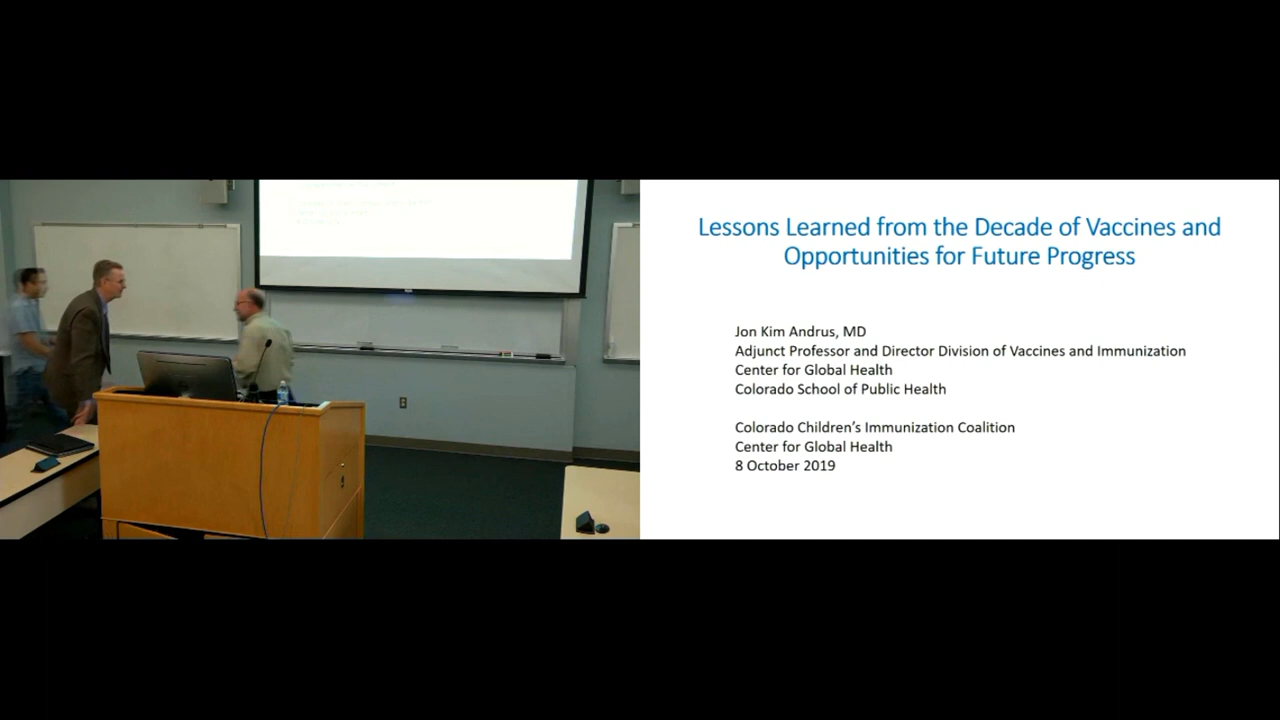 Lessons Learned from the Decade of Vaccines and
Opportunities for Future Progress
Jon Kim Andrus, MD
Adjunct Professor and Director Division of Vaccines and Immunization
Center for Global Health
Colorado School of Public Health
Colorado Children's Immunization Coalition
Center for Global Health
8 October 2019